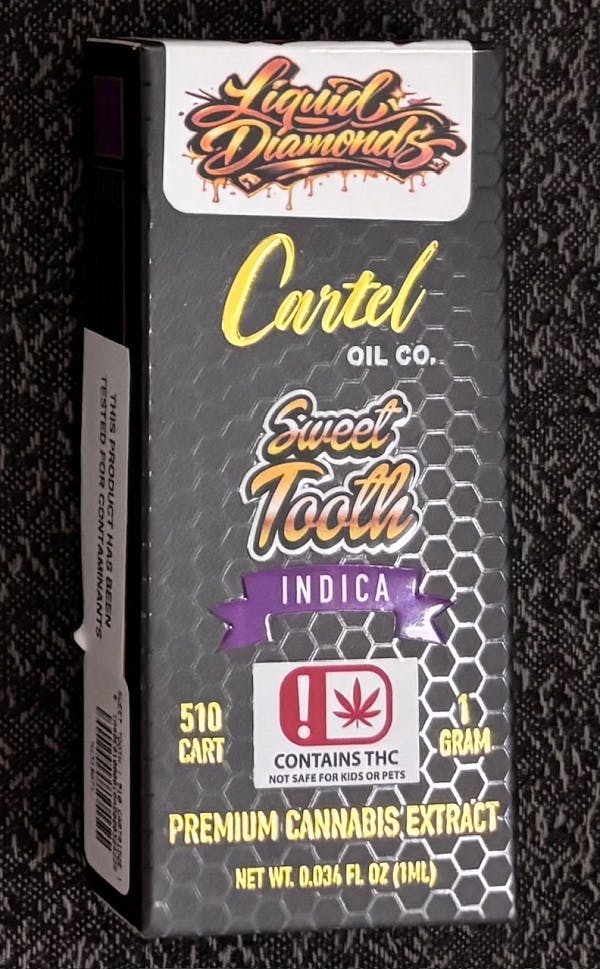 Liquid
Diamonds
Cartel
OIL CO.
Sweet
Tooth
INDICA
510
CART
1
GRAM
CONTAINS THC
NOT SAFE FOR KIDS OR PETS
PREMIUM CANNABIS EXTRACT
NET WT. 0.034 FL OZ (1ML)
THIS PRODUCT HAS BEEN
TESTED FOR CONTAMINANTS